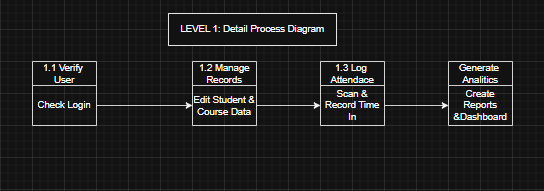 LEVEL 1: Detail Process Diagram
1.1 Verify
User
Check Login
1.2 Manage
Records
Edit Student &
Course Data
1.3 Log
Attendace
Scan &
Record Time
In
Generate
Analitics
Create
Reports
&Dashboard